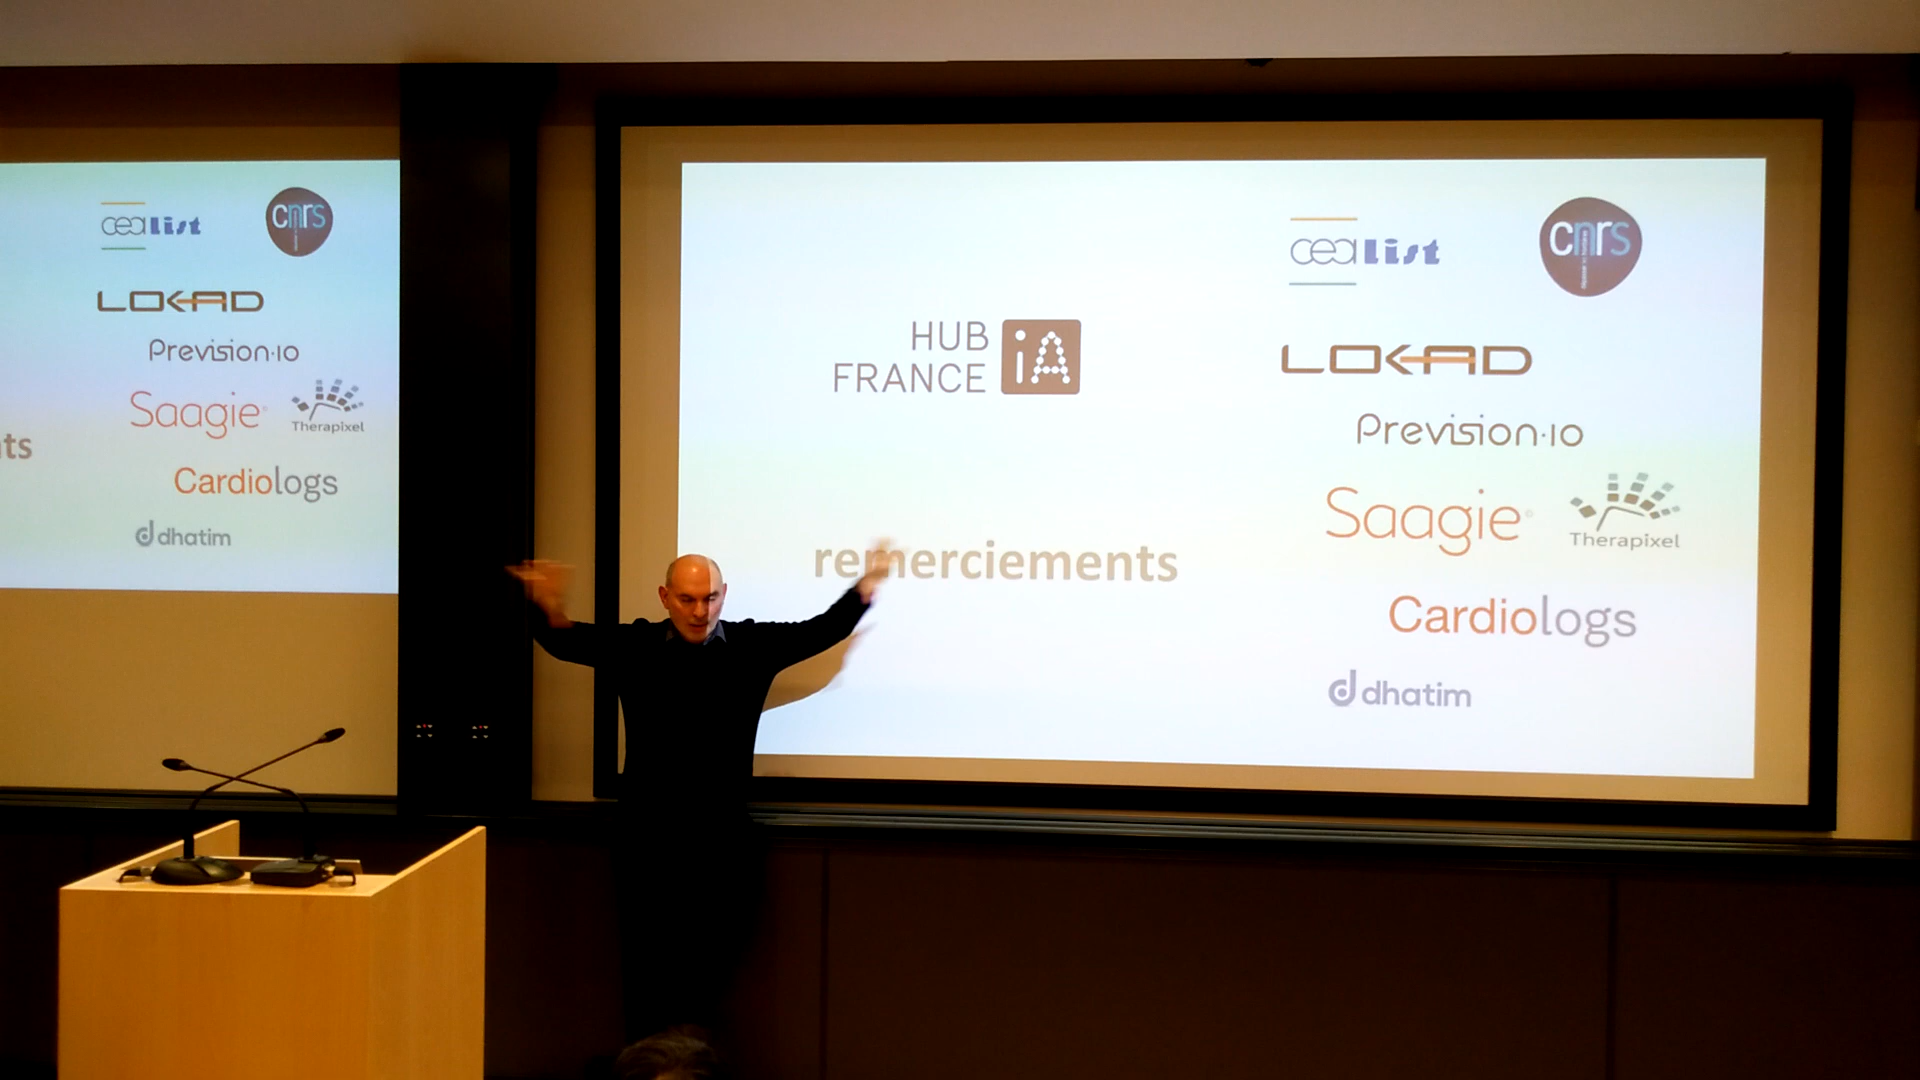 cea list
cnrs
LOKAD
Prevision·io
Saagie
Therapixel
ts
Cardiologs
dhatim
HUB
FRANCE
iA
remerciements
cea list
cnrs
LOKAD
Prevision·io
Saagie
Therapixel
Cardiologs
dhatim